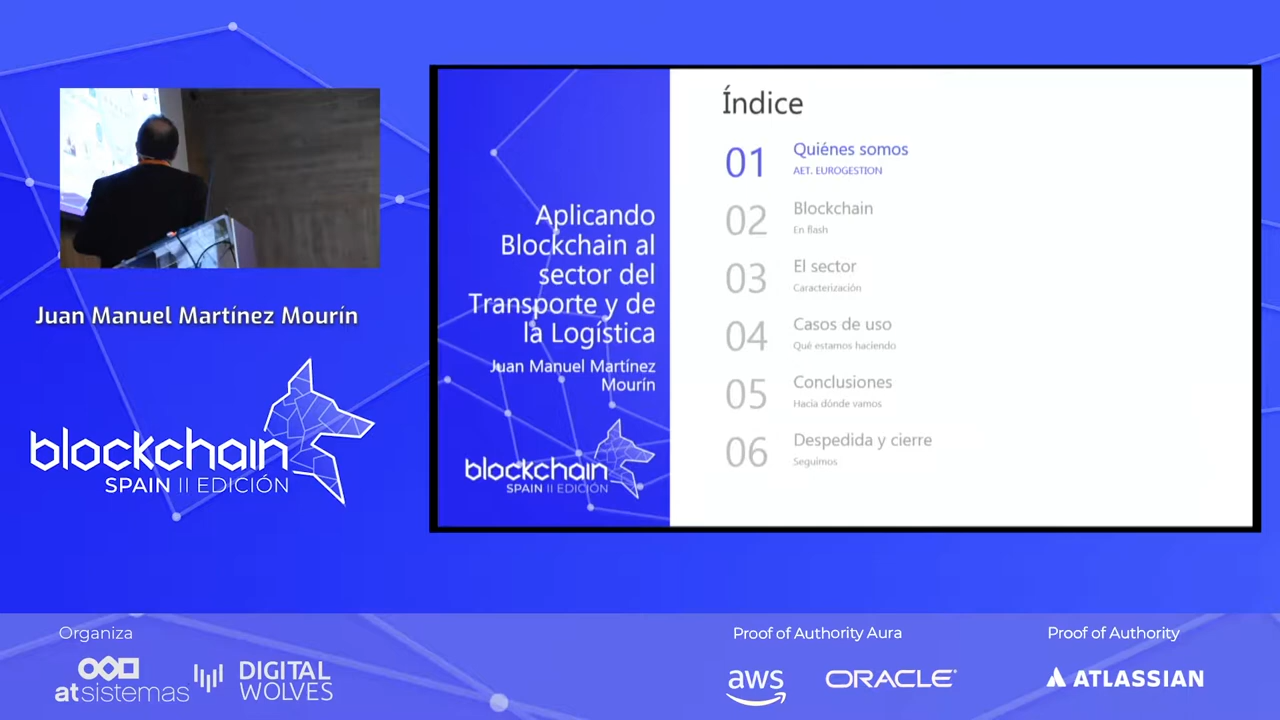 Juan Manuel Martínez Mourín
blockchain
SPAIN II EDICIÓN
Aplicando
Blockchain al
sector del
Transporte y de
la Logística
Juan Manuel Martínez
Mourín
blockchain
SPAIN II EDICIÓN
Índice
01
Quiénes somos
AET. EUROGESTION
02
Blockchain
En flash
03
El sector
Caracterización
04
Casos de uso
Qué estamos haciendo
05
Conclusiones
Hacia dónde vamos
06
Despedida y cierre
Seguimos
Organiza
atsistemas
DIGITAL
WOLVES
Proof of Authority Aura
aws
ORACLE
Proof of Authority
ATLASSIAN